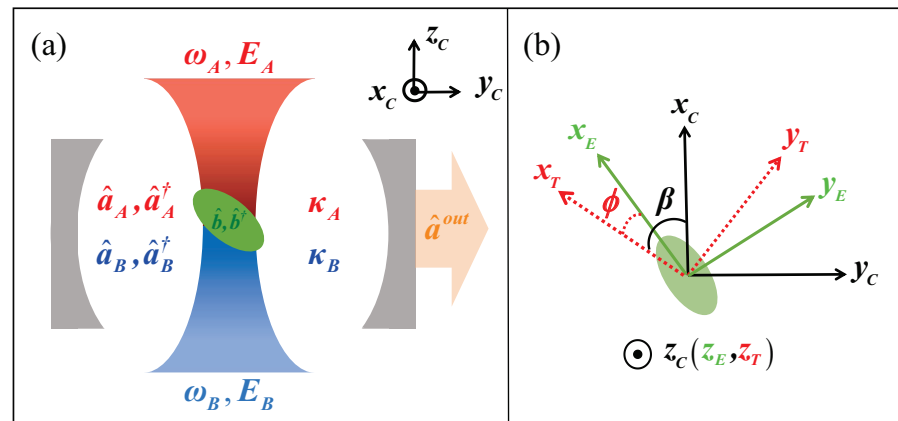 (a)
ω_A, E_A
z_C
x_C
y_C
â_A, â_A^†
κ_A
b̂, b̂^†
â^out
â_B, â_B^†
κ_B
ω_B, E_B
(b)
x_C
x_E
y_T
x_T
ϕ
β
y_E
y_C
z_C(z_E, z_T)